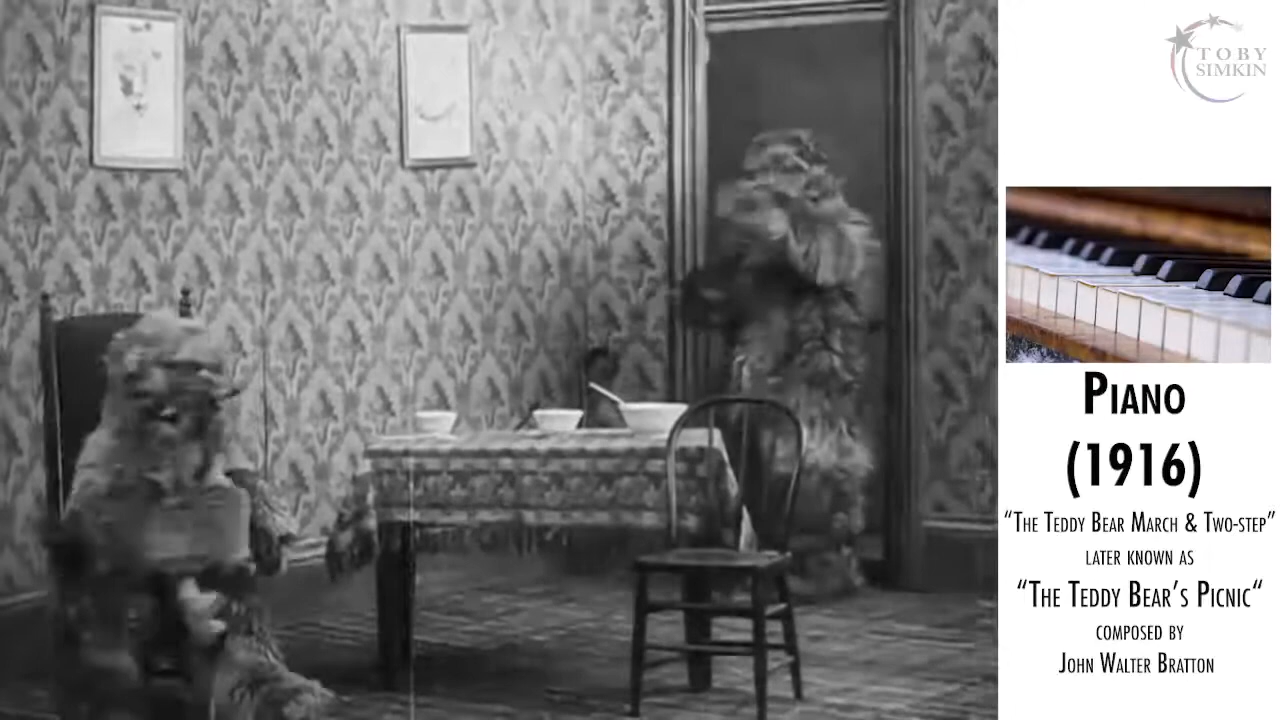 TOBY
SIMKIN
PIANO
(1916)
“THE TEDDY BEAR MARCH & TWO-STEP”
LATER KNOWN AS
“THE TEDDY BEAR’S PICNIC“
COMPOSED BY
JOHN WALTER BRATTON